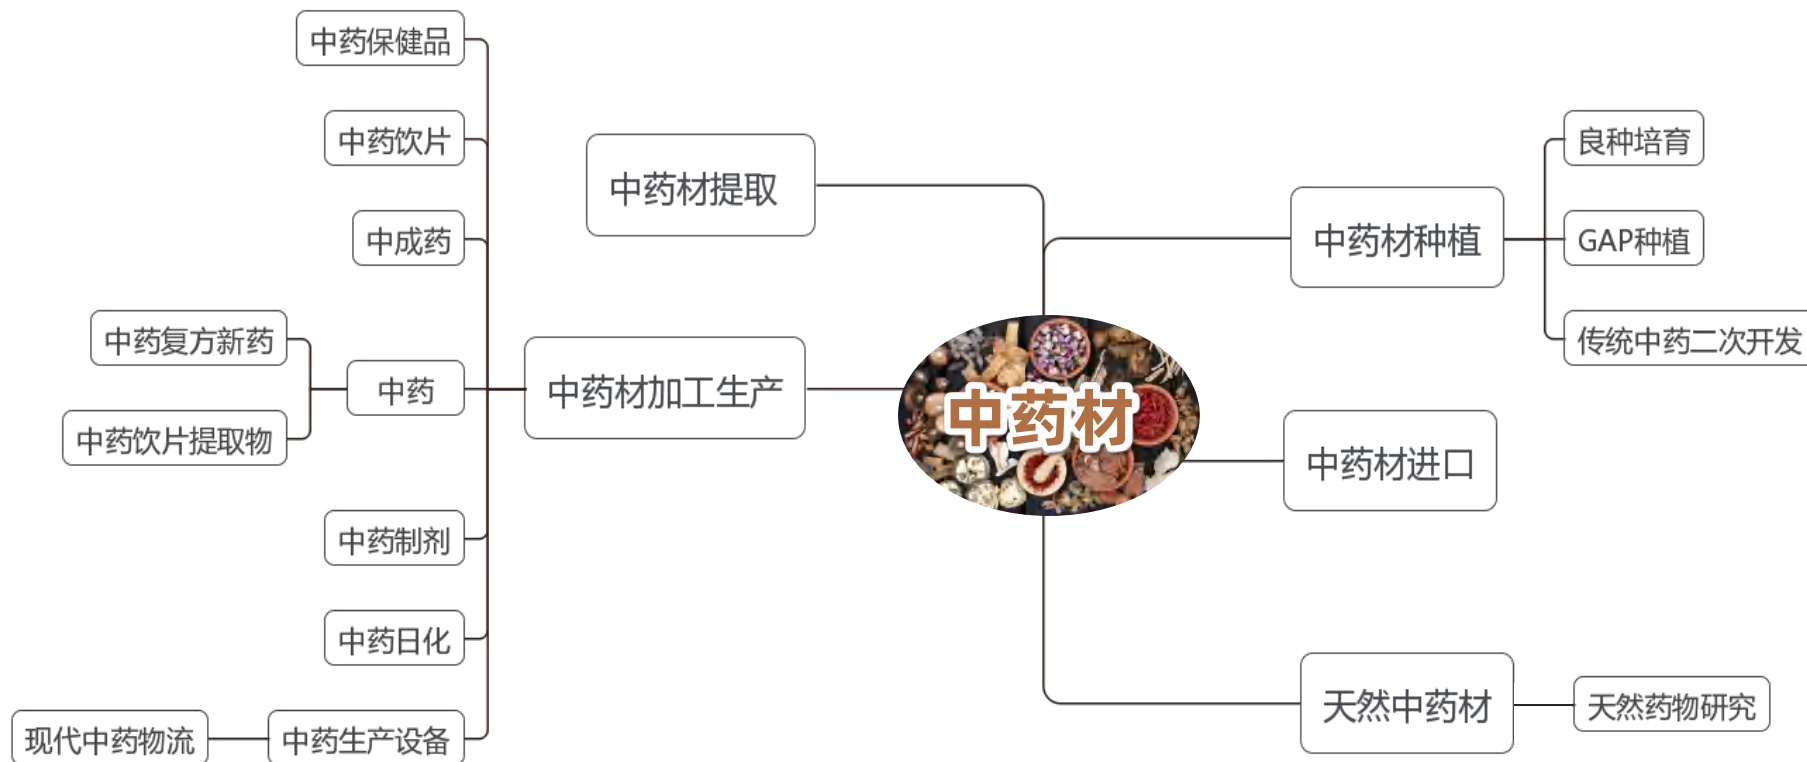 中药保健品
中药饮片
中成药
中药复方新药
中药
中药饮片提取物
中药制剂
中药日化
现代中药物流
中药生产设备
中药材提取
中药材加工生产
中药材
中药材种植
良种培育
GAP种植
传统中药二次开发
中药材进口
天然中药材
天然药物研究